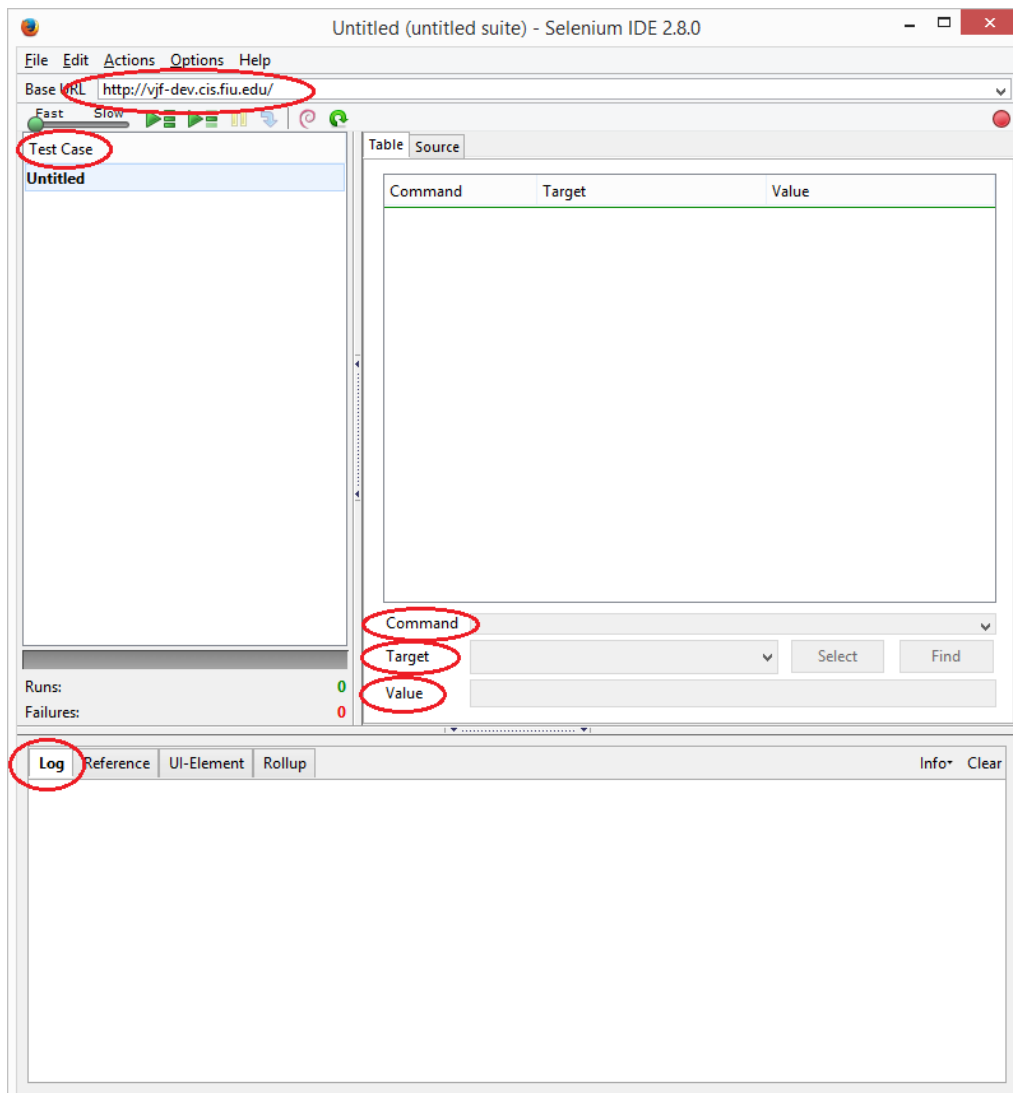 Untitled (untitled suite) - Selenium IDE 2.8.0
File Edit Actions Options Help
Base URL http://vjf-dev.cis.fiu.edu/
Fast Slow
Test Case
Untitled
Table Source
Command Target Value
Command
Target Select Find
Value
Runs: 0
Failures: 0
Log Reference UI-Element Rollup Info Clear